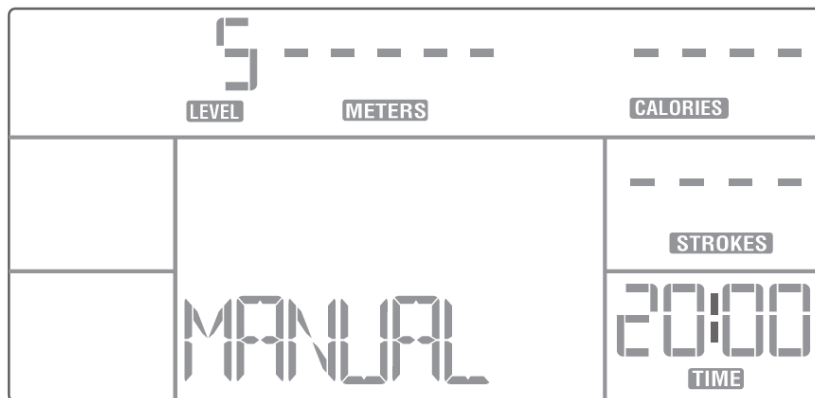 5 - - - - - - - - -
LEVEL METERS CALORIES
- - - -
STROKES
MANUAL
20:00
TIME